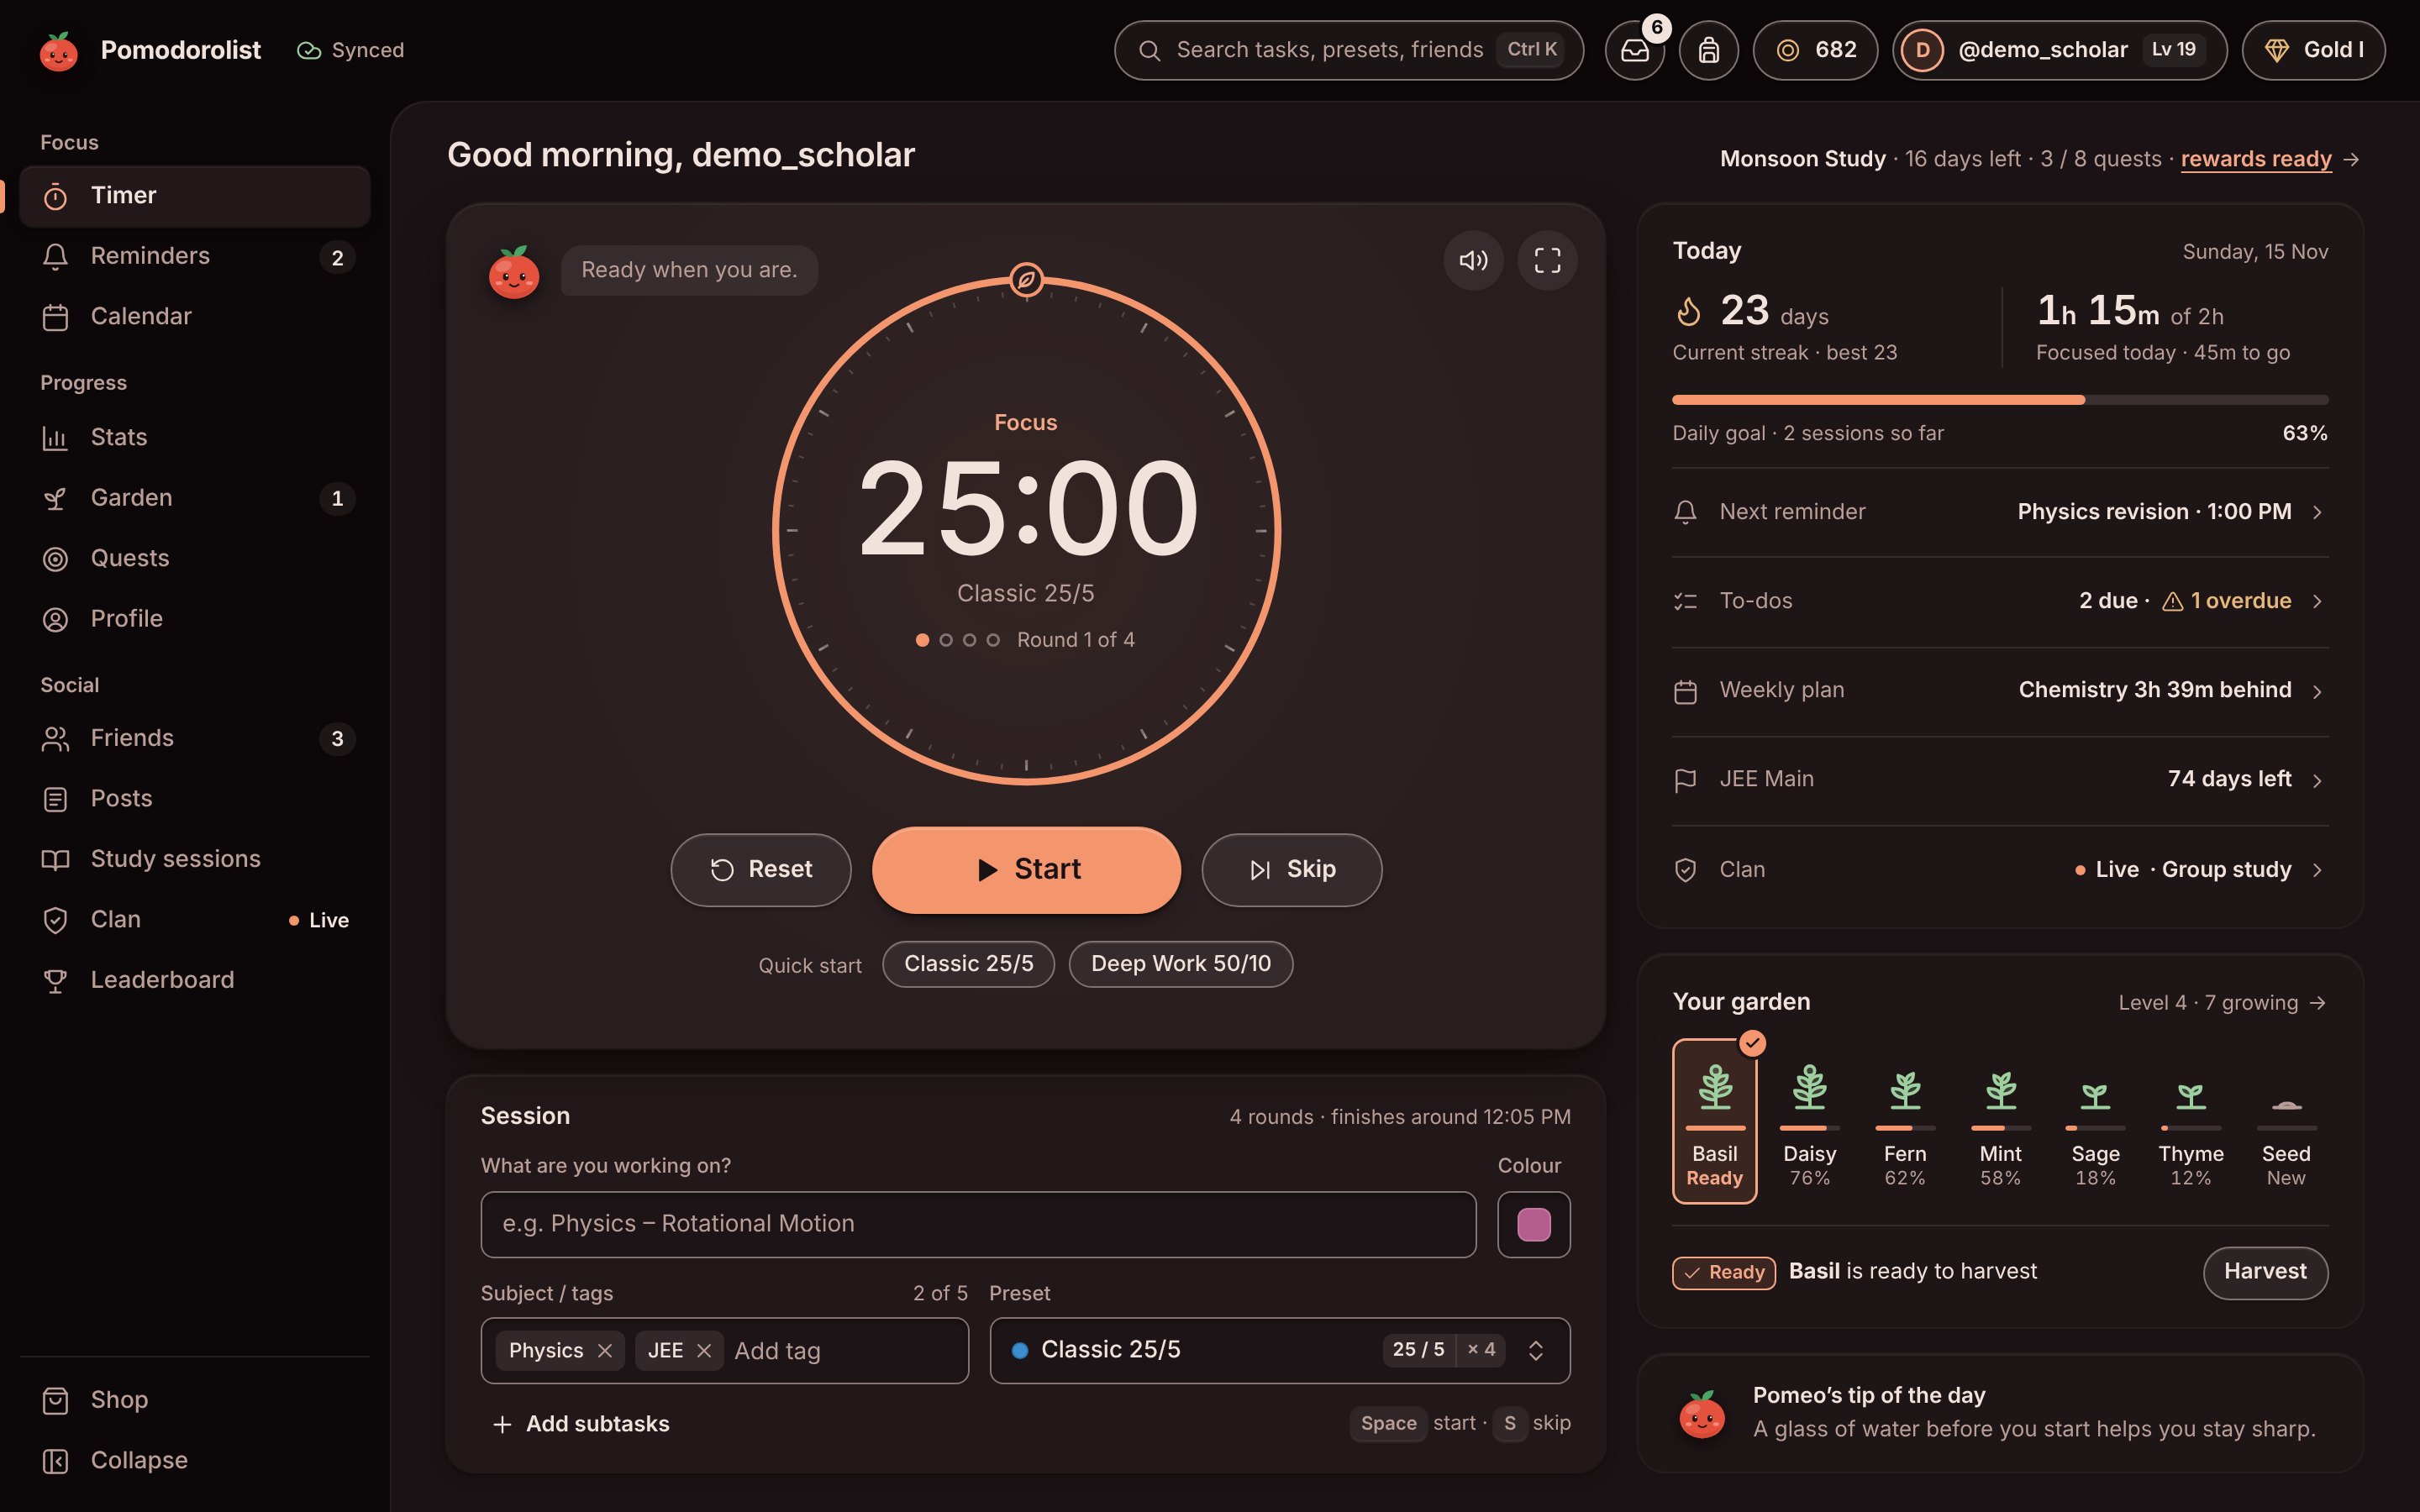 Pomodorolist
Synced
Search tasks, presets, friends Ctrl K
6
682
D @demo_scholar Lv 19
Gold I
Focus
Timer
Reminders 2
Calendar
Progress
Stats
Garden 1
Quests
Profile
Social
Friends 3
Posts
Study sessions
Clan Live
Leaderboard
Shop
Collapse
Good morning, demo_scholar
Monsoon Study · 16 days left · 3 / 8 quests · rewards ready →
Ready when you are.
Focus
25:00
Classic 25/5
Round 1 of 4
Reset
Start
Skip
Quick start Classic 25/5 Deep Work 50/10
Session
4 rounds · finishes around 12:05 PM
What are you working on?
Colour
e.g. Physics – Rotational Motion
Subject / tags 2 of 5
Preset
Physics × JEE × Add tag
Classic 25/5 25 / 5 × 4
+ Add subtasks
Space start · S skip
Today
Sunday, 15 Nov
23 days
Current streak · best 23
1h 15m of 2h
Focused today · 45m to go
Daily goal · 2 sessions so far 63%
Next reminder Physics revision · 1:00 PM
To-dos 2 due · 1 overdue
Weekly plan Chemistry 3h 39m behind
JEE Main 74 days left
Clan Live · Group study
Your garden
Level 4 · 7 growing →
Basil Daisy Fern Mint Sage Thyme Seed
Ready 76% 62% 58% 18% 12% New
Ready Basil is ready to harvest
Harvest
Pomeo’s tip of the day
A glass of water before you start helps you stay sharp.